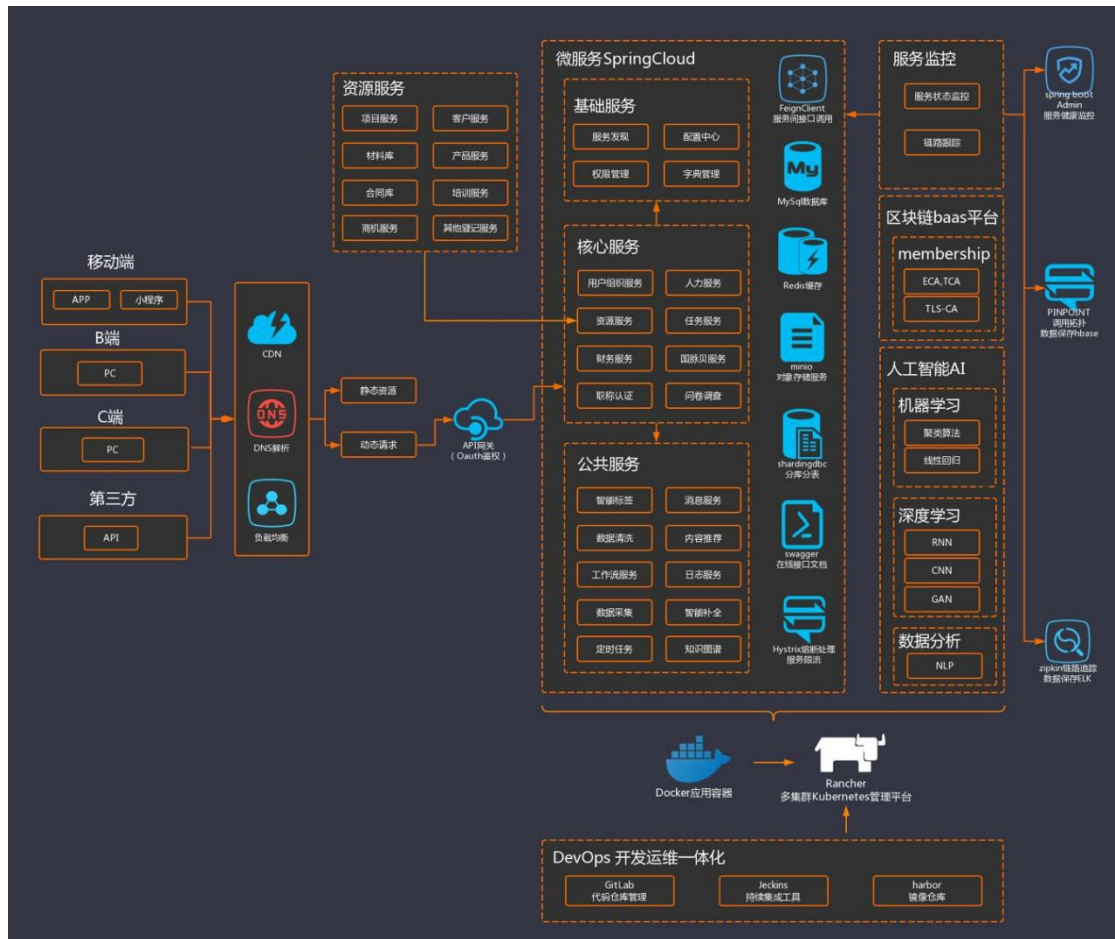 移动端
APP
小程序
B端
PC
C端
PC
第三方
API
CDN
DNS
DNS解析
负载均衡
资源服务
项目服务
客户服务
材料库
产品服务
合同库
培训服务
商机服务
其他登记服务
静态资源
动态请求
API网关
（Oauth鉴权）
微服务SpringCloud
基础服务
服务发现
配置中心
权限管理
字典管理
核心服务
用户组织服务
人力服务
资源服务
任务服务
财务服务
国脉贝服务
职称认证
问卷调查
公共服务
智能标签
消息服务
数据清洗
内容推荐
工作流服务
日志服务
数据采集
智能补全
定时任务
知识图谱
FeignClient
服务间接口调用
My
MySql数据库
Redis缓存
minio
对象存储服务
shardingdbc
分库分表
swagger
在线接口文档
Hystrix熔断处理
服务限流
服务监控
服务状态监控
链路跟踪
区块链baas平台
membership
ECA,TCA
TLS-CA
人工智能AI
机器学习
聚类算法
线性回归
深度学习
RNN
CNN
GAN
数据分析
NLP
spring boot
Admin
服务健康监控
PINPOINT
调用拓扑
数据保存hbase
zipkin链路追踪
数据保存ELK
Docker应用容器
Rancher
多集群Kubernetes管理平台
DevOps 开发运维一体化
GitLab
代码仓库管理
Jeckins
持续集成工具
harbor
镜像仓库